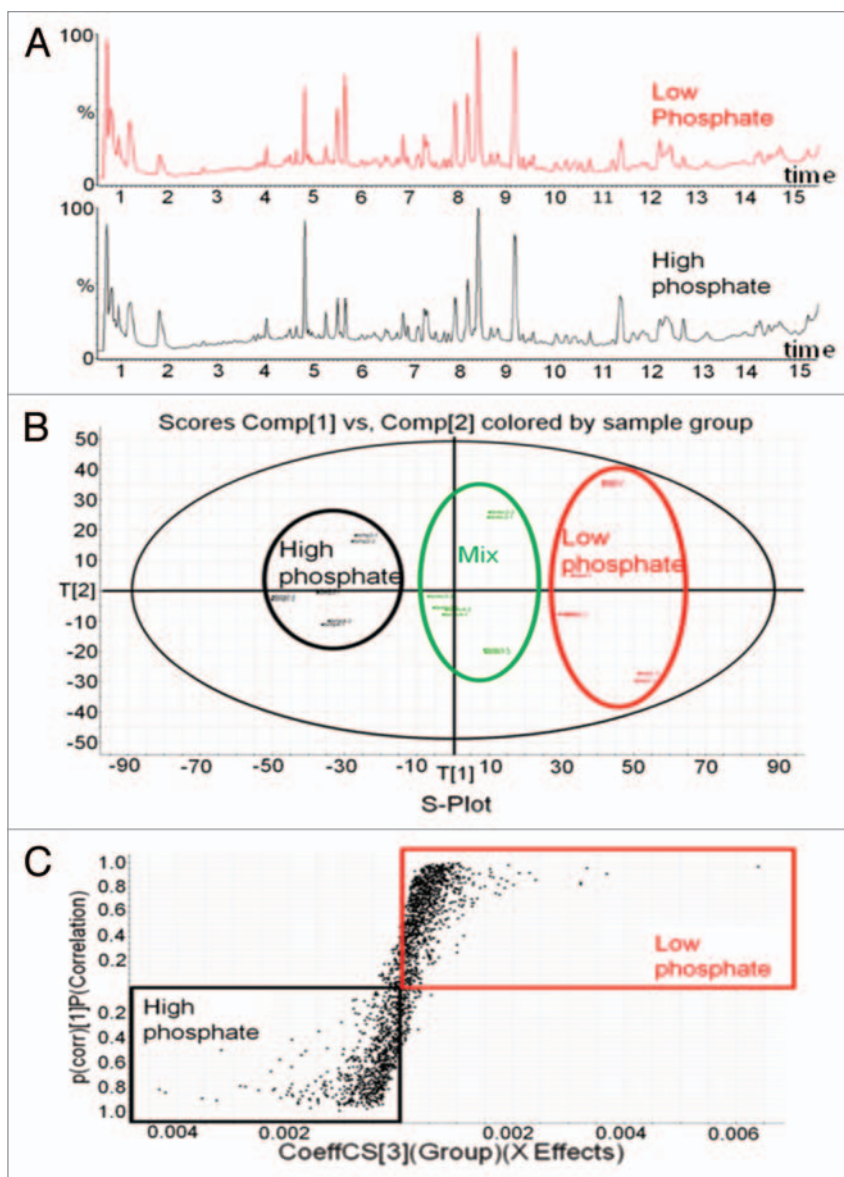 A
100
%
0
Low
Phosphate
time
1 2 3 4 5 6 7 8 9 10 11 12 13 14 15
100
%
0
High
phosphate
time
1 2 3 4 5 6 7 8 9 10 11 12 13 14 15
B
Scores Comp[1] vs, Comp[2] colored by sample group
50
40
30
20
10
T[2]
-10
-20
-30
-40
-50
High
phosphate
Mix
Low
phosphate
-90 -70 -50 -30 -10 10 30 50 70 90
T[1]
S-Plot
C
p(corr)[1]P(Correlation)
1.0
0.8
0.6
0.4
0.2
0.2
0.4
0.6
0.8
1.0
Low
phosphate
High
phosphate
0.004 0.002 0.002 0.004 0.006
CoeffCS[3](Group)(X Effects)